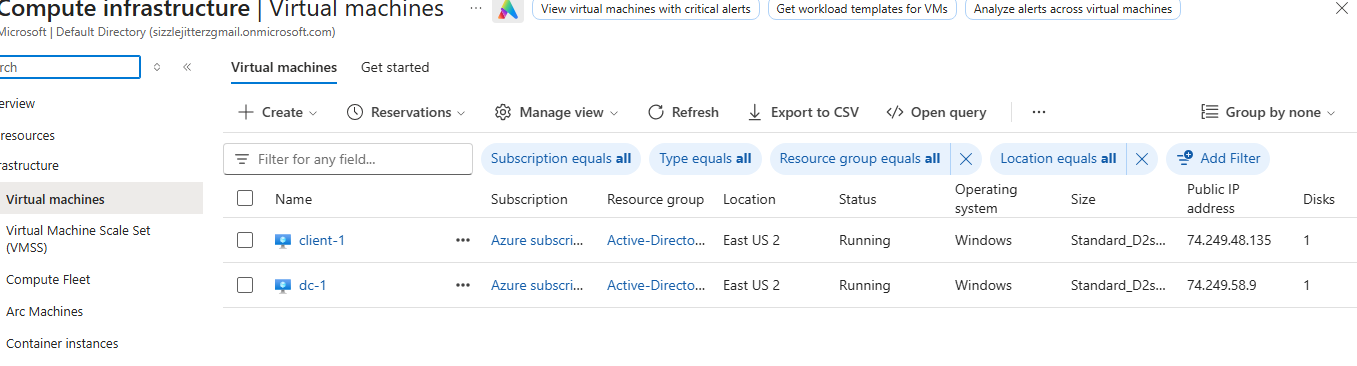 Compute infrastructure | Virtual machines ... View virtual machines with critical alerts Get workload templates for VMs Analyze alerts across virtual machines
Microsoft | Default Directory (sizzlejitterzgmail.onmicrosoft.com)
rch
Virtual machines Get started
erview
resources
rastructure
Virtual machines
Virtual Machine Scale Set
(VMSS)
Compute Fleet
Arc Machines
Container instances
Create Reservations Manage view Refresh Export to CSV Open query ... Group by none
Filter for any field... Subscription equals all Type equals all Resource group equals all Location equals all Add Filter
Name Subscription Resource group Location Status Operating system Size Public IP address Disks
client-1 ... Azure subscri... Active-Directo... East US 2 Running Windows Standard_D2s... 74.249.48.135 1
dc-1 ... Azure subscri... Active-Directo... East US 2 Running Windows Standard_D2s... 74.249.58.9 1